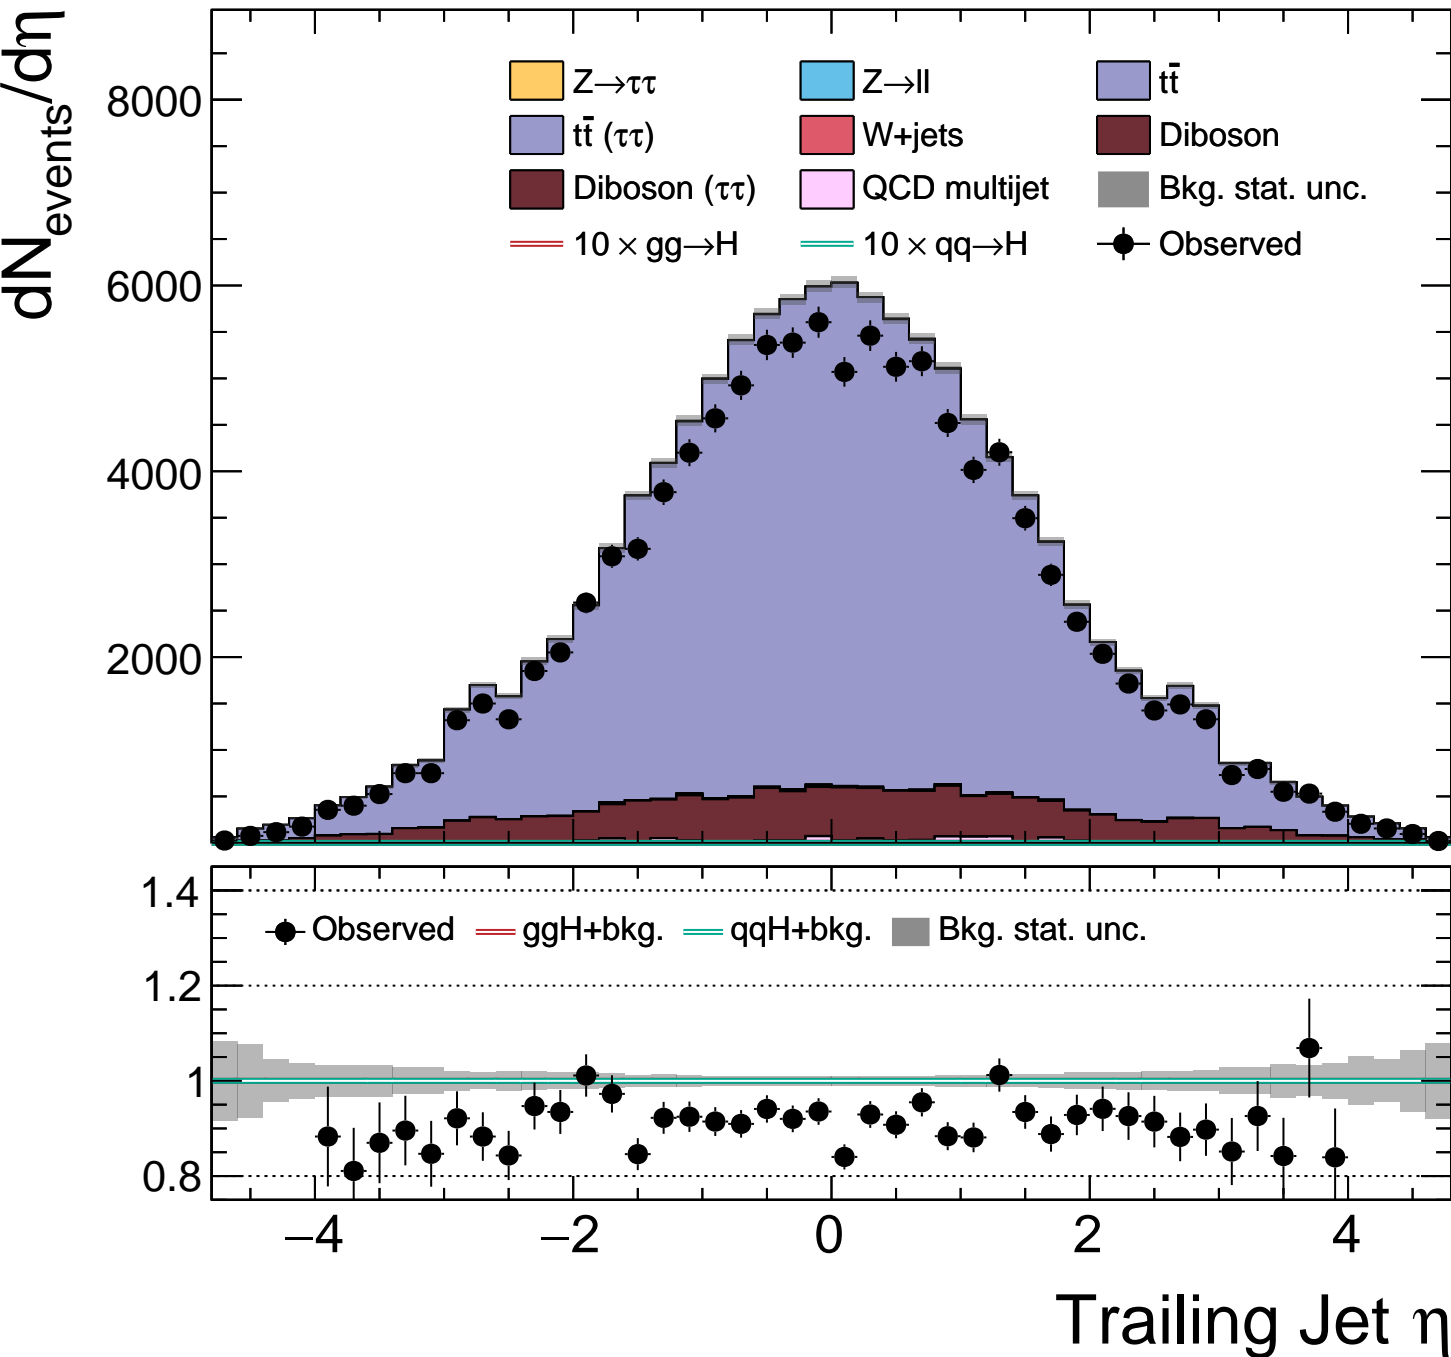 dN_events/dη
8000
6000
4000
2000
Z→ττ Z→ll tt̄
tt̄ (ττ) W+jets Diboson
Diboson (ττ) QCD multijet Bkg. stat. unc.
10 × gg→H 10 × qq→H Observed
1.4
1.2
1
0.8
Observed ggH+bkg. qqH+bkg. Bkg. stat. unc.
−4 −2 0 2 4
Trailing Jet η